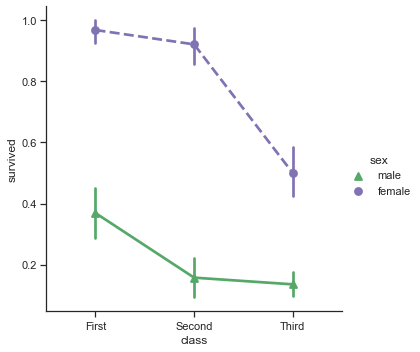 1.0
0.8
0.6
0.4
0.2
survived
First Second Third
class
sex
male
female